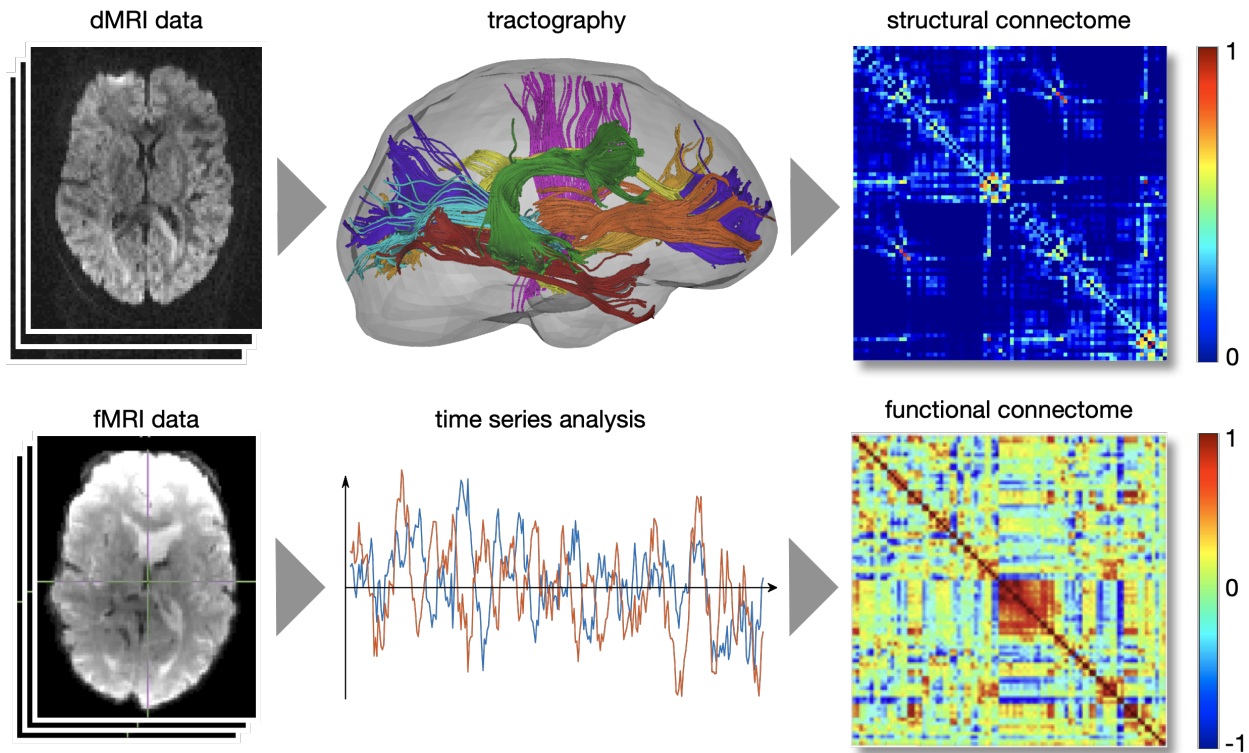 dMRI data
tractography
structural connectome
1
0
fMRI data
time series analysis
functional connectome
1
0
-1